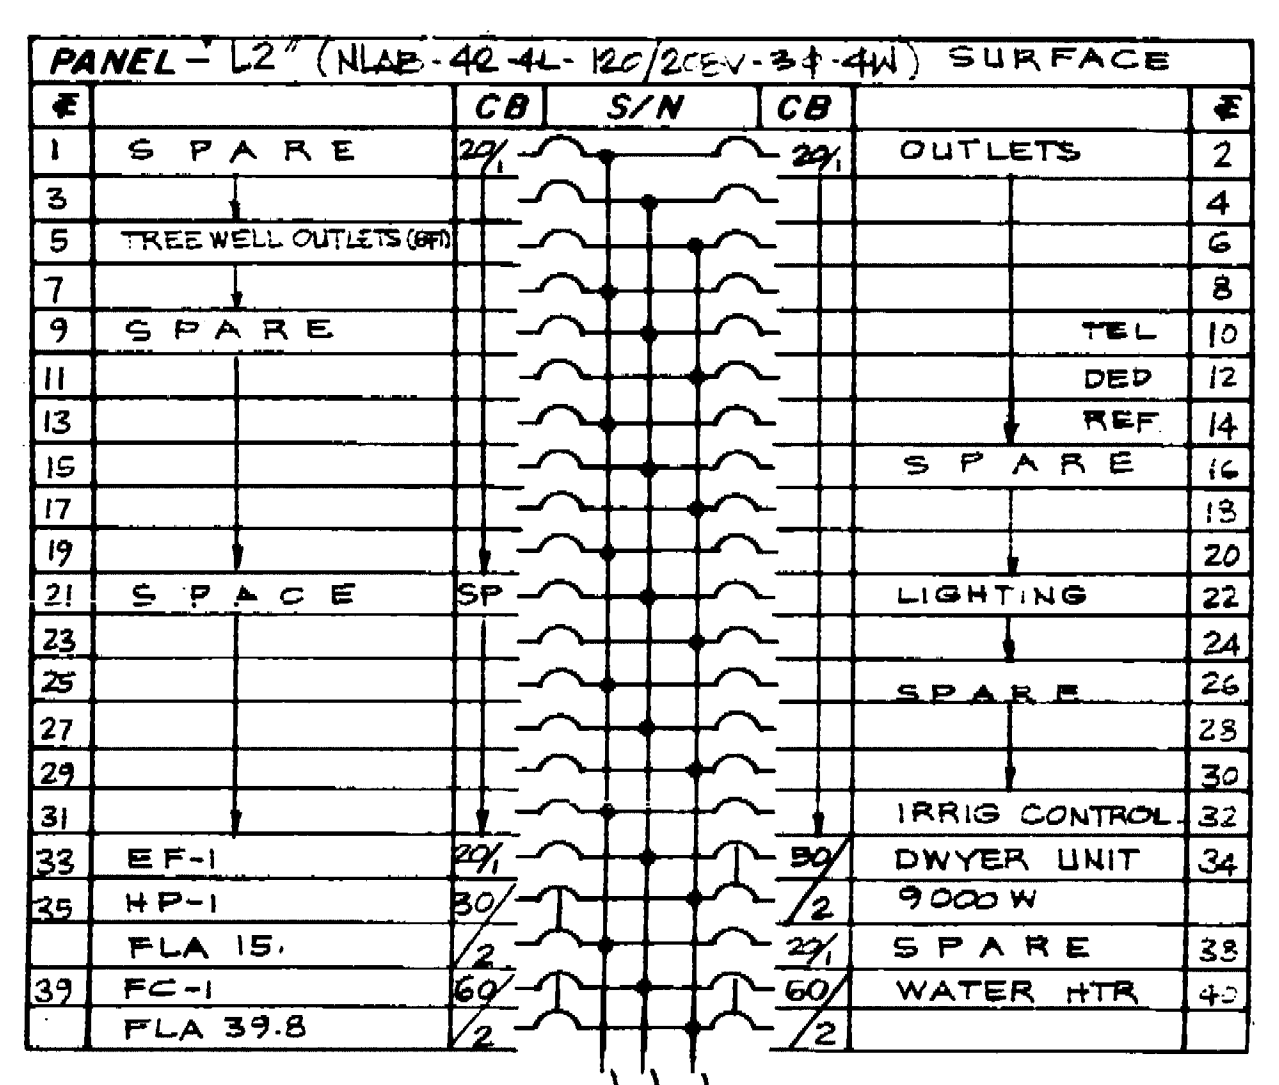 PANEL - "L2" (NLAB-42-4L-120/208V-3ф-4W) SURFACE
CB S/N CB
1 SPARE 20/1 20/1 OUTLETS 2
3 4
5 TREE WELL OUTLETS (GFI) 6
7 8
9 SPARE TEL 10
11 DED 12
13 REF 14
15 SPARE 16
17 18
19 20
21 SPACE SP LIGHTING 22
23 24
25 SPARE 26
27 28
29 30
31 IRRIG CONTROL 32
33 EF-1 20/1 50/2 DWYER UNIT 34
35 HP-1 30/2 9000 W
FLA 15. 20/1 SPARE 38
39 FC-1 60/2 60/2 WATER HTR 40
FLA 39.8